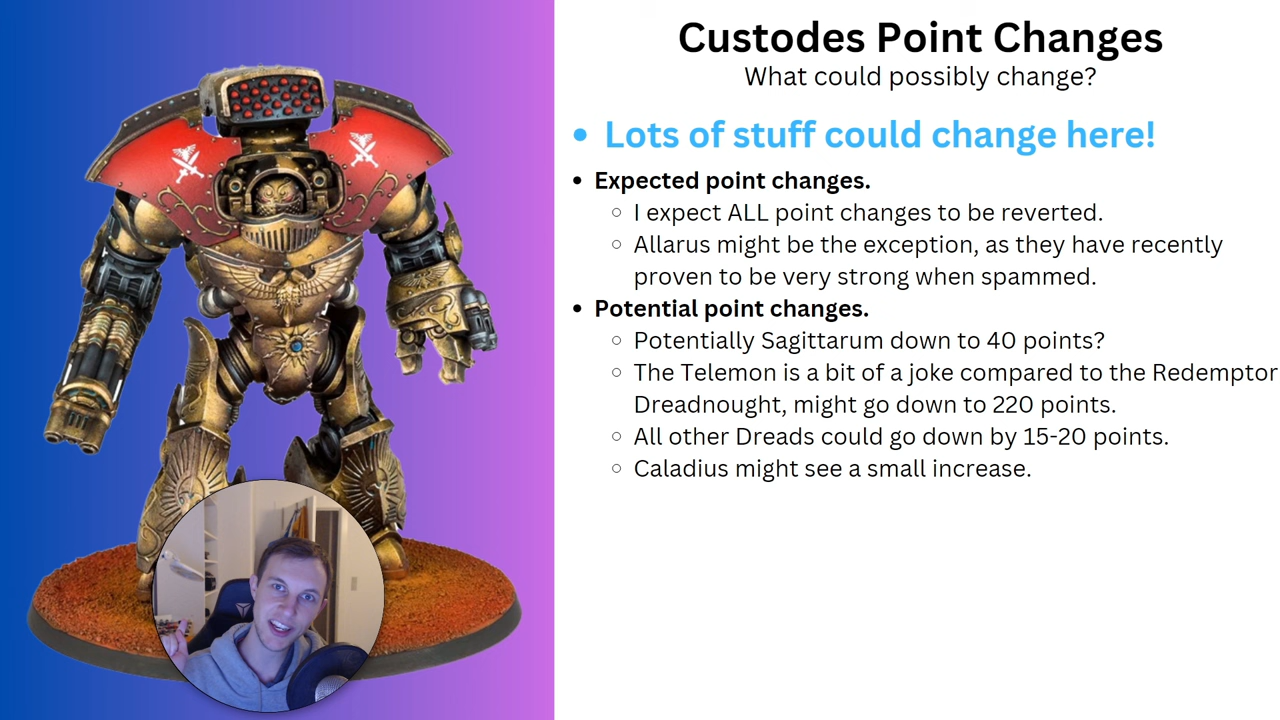 Custodes Point Changes
What could possibly change?
• Lots of stuff could change here!
• Expected point changes.
○ I expect ALL point changes to be reverted.
○ Allarus might be the exception, as they have recently
proven to be very strong when spammed.
• Potential point changes.
○ Potentially Sagittarum down to 40 points?
○ The Telemon is a bit of a joke compared to the Redemptor
Dreadnought, might go down to 220 points.
○ All other Dreads could go down by 15-20 points.
○ Caladius might see a small increase.